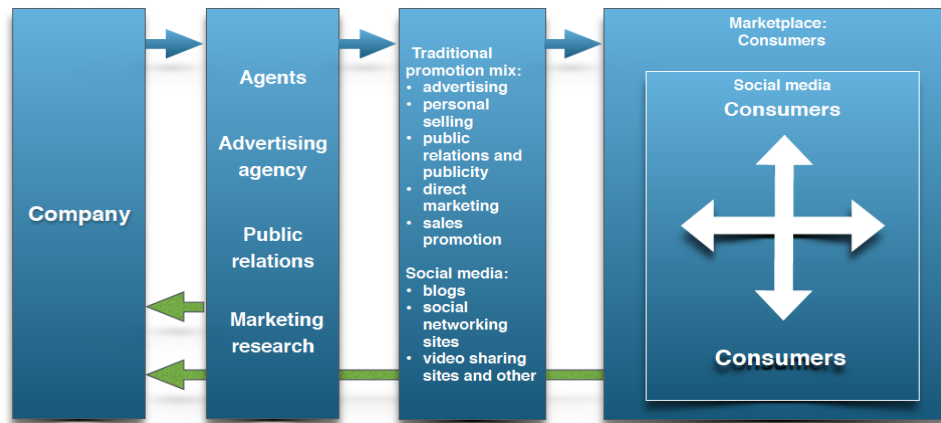 Company
Agents
Advertising
agency
Public
relations
Marketing
research
Traditional
promotion mix:
• advertising
• personal
selling
• public
relations and
publicity
• direct
marketing
• sales
promotion
Social media:
• blogs
• social
networking
sites
• video sharing
sites and other
Marketplace:
Consumers
Social media
Consumers
Consumers